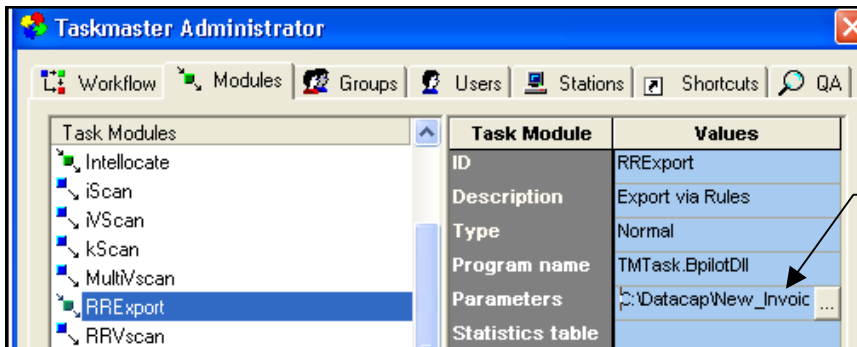 Taskmaster Administrator
Workflow Modules Groups Users Stations Shortcuts QA
Task Modules
Intellocate
iScan
iVScan
kScan
MultiVscan
RRExport
RRVscan
Task Module Values
ID RRExport
Description Export via Rules
Type Normal
Program name TMTask.BpilotDll
Parameters C:\Datacap\New_Invoic ...
Statistics table